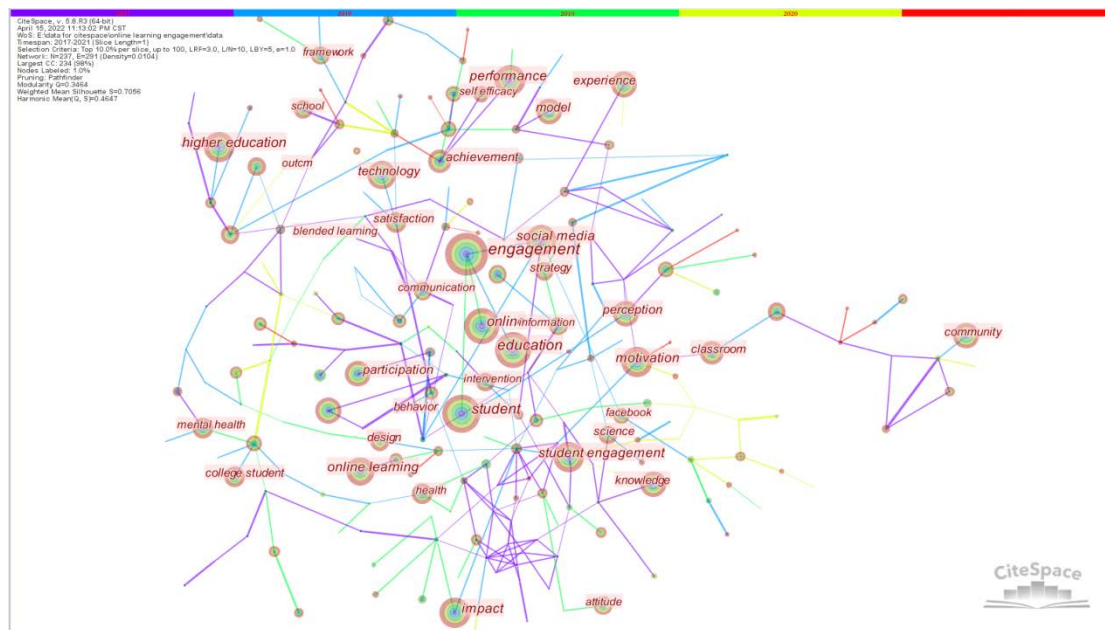 2017 2018 2019 2020
CiteSpace, v. 5.8.R3 (64-bit)
April 15, 2022 11:13:02 PM CST
WoS: E:\data for citespace\online learning engagement\data
Timespan: 2017-2021 (Slice Length=1)
Selection Criteria: Top 10.0% per slice, up to 100, LRF=3.0, L/N=10, LBY=5, e=1.0
Network: N=237, E=291 (Density=0.0104)
Largest CC: 234 (98%)
Nodes Labeled: 1.0%
Pruning: Pathfinder
Modularity Q=0.3464
Weighted Mean Silhouette S=0.7056
Harmonic Mean(Q, S)=0.4647
framework
performance
experience
self efficacy
school
model
higher education
achievement
outcm
technology
satisfaction
blended learning
social media
engagement
strategy
communication
perception
onlin
information
education
community
classroom
motivation
participation
intervention
behavior
student
facebook
mental health
design
science
student engagement
college student
online learning
knowledge
health
attitude
impact
CiteSpace